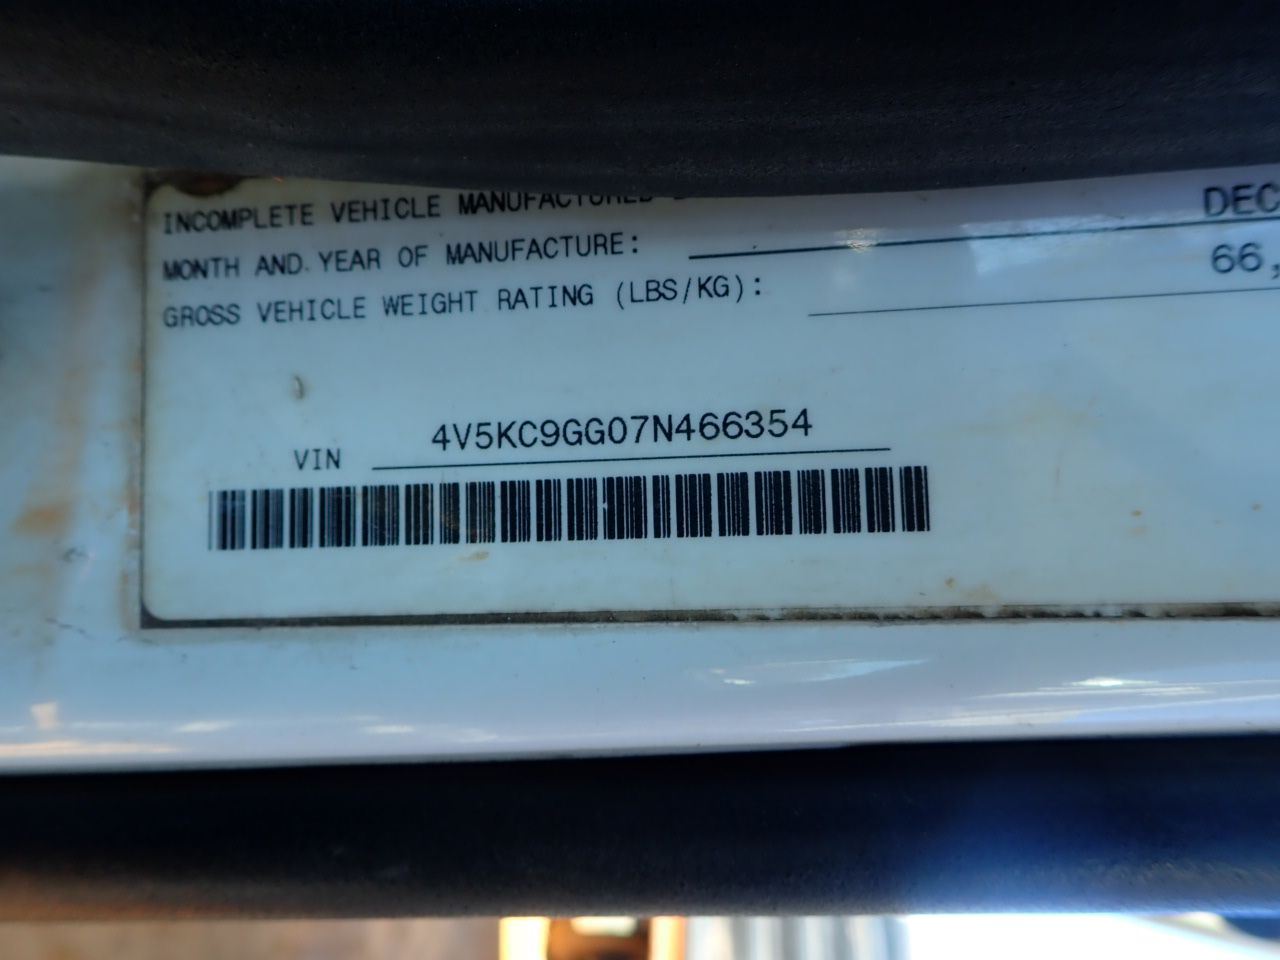 INCOMPLETE VEHICLE MANUFACTURED
DEC
MONTH AND YEAR OF MANUFACTURE:
66,
GROSS VEHICLE WEIGHT RATING (LBS/KG):
4V5KC9GG07N466354
VIN